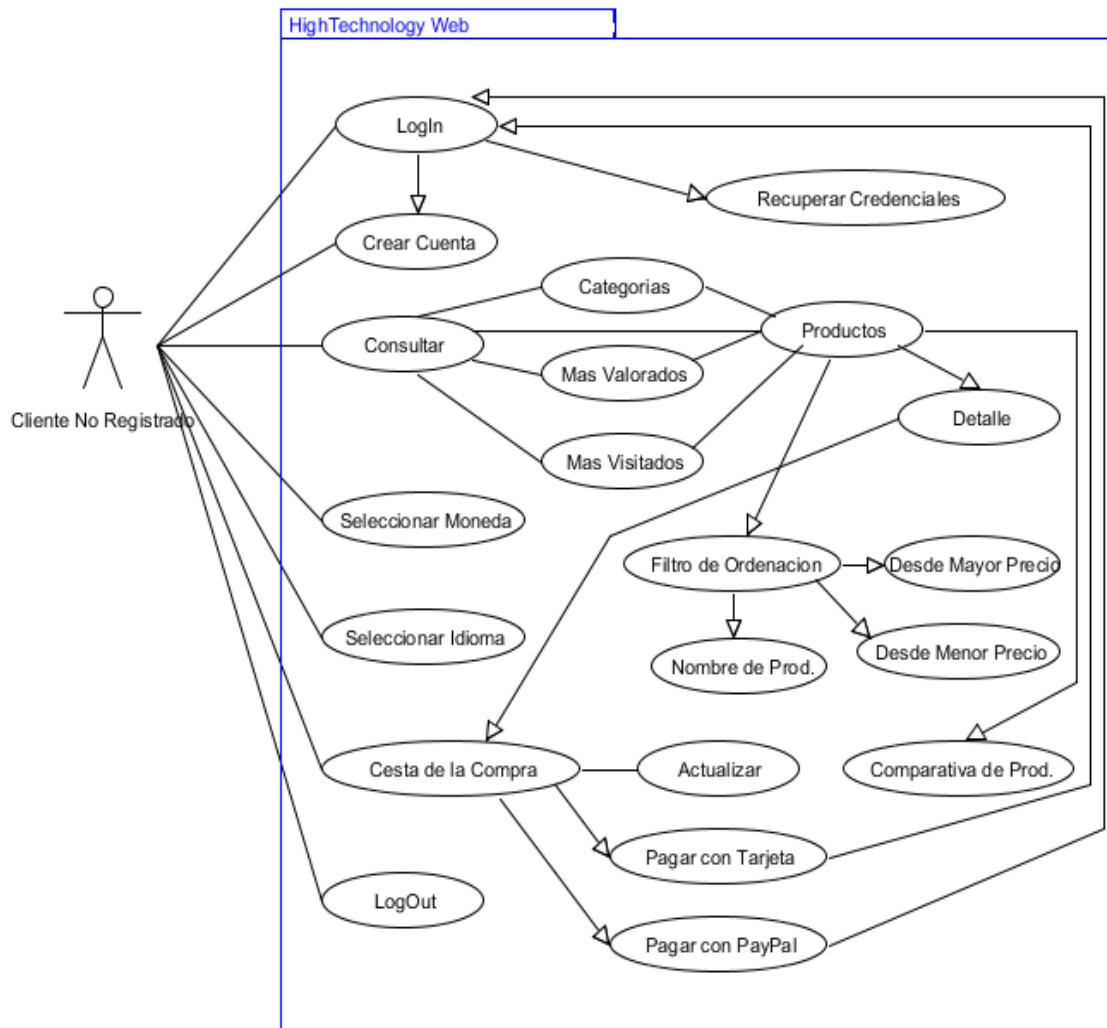 HighTechnology Web
LogIn
Recuperar Credenciales
Crear Cuenta
Categorias
Consultar
Productos
Mas Valorados
Cliente No Registrado
Detalle
Mas Visitados
Seleccionar Moneda
Filtro de Ordenacion
Desde Mayor Precio
Seleccionar Idioma
Nombre de Prod.
Desde Menor Precio
Cesta de la Compra
Actualizar
Comparativa de Prod.
Pagar con Tarjeta
LogOut
Pagar con PayPal